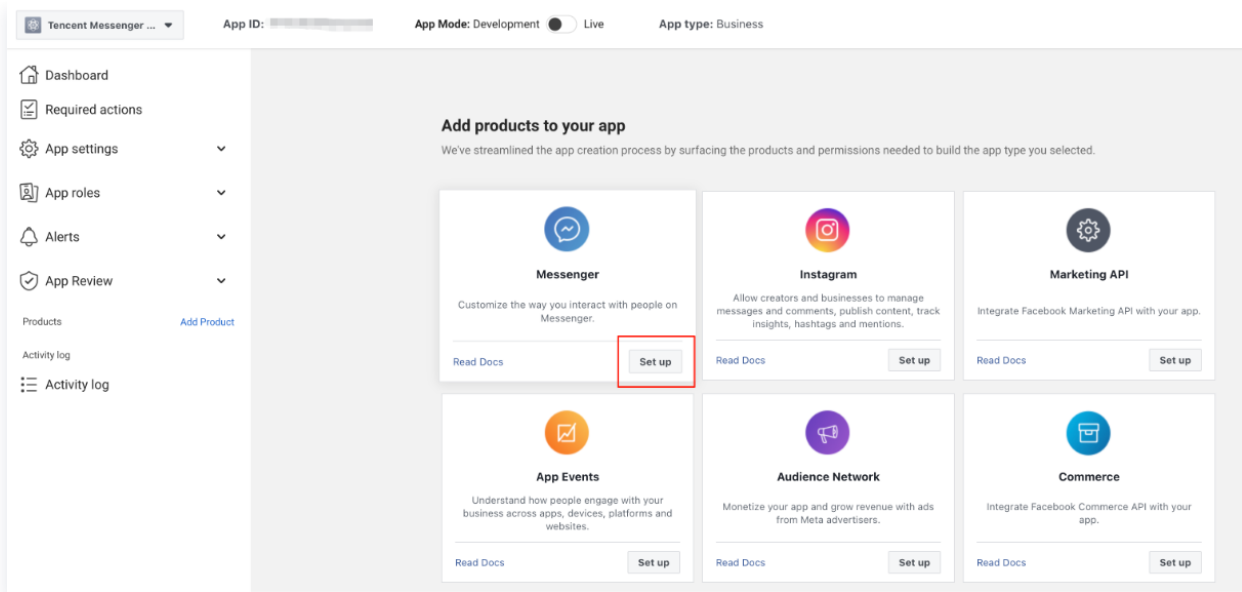 Tencent Messenger ...
App ID:
App Mode: Development
Live
App type: Business
Dashboard
Required actions
App settings
App roles
Alerts
App Review
Products
Add Product
Activity log
Activity log
Add products to your app
We've streamlined the app creation process by surfacing the products and permissions needed to build the app type you selected.
Messenger
Customize the way you interact with people on
Messenger.
Read Docs
Set up
Instagram
Allow creators and businesses to manage
messages and comments, publish content, track
insights, hashtags and mentions.
Read Docs
Set up
Marketing API
Integrate Facebook Marketing API with your app.
Read Docs
Set up
App Events
Understand how people engage with your
business across apps, devices, platforms and
websites.
Read Docs
Set up
Audience Network
Monetize your app and grow revenue with ads
from Meta advertisers.
Read Docs
Set up
Commerce
Integrate Facebook Commerce API with your
app.
Read Docs
Set up